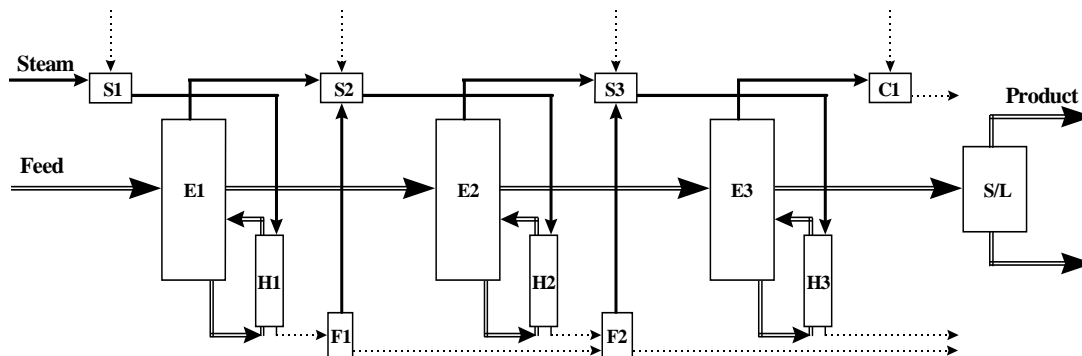 Steam
S1
S2
S3
C1
Product
Feed
E1
E2
E3
S/L
H1
H2
H3
F1
F2